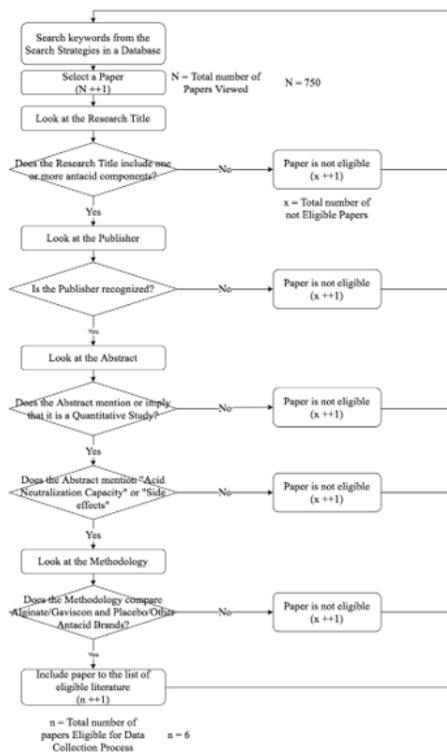 Search keywords from the
Search Strategies in a Database
Select a Paper
(N ++1)
N = Total number of
Papers Viewed
N = 750
Look at the Research Title
Does the Research Title include one
or more antacid components?
No
Paper is not eligible
(x ++1)
x = Total number of
not Eligible Papers
Yes
Look at the Publisher
Is the Publisher recognized?
No
Paper is not eligible
(x ++1)
Yes
Look at the Abstract
Does the Abstract mention or imply
that it is a Quantitative Study?
No
Paper is not eligible
(x ++1)
Yes
Does the Abstract mention "Acid
Neutralization Capacity" or "Side
effects"
No
Paper is not eligible
(x ++1)
Yes
Look at the Methodology
Does the Methodology compare
Alginate/Gaviscon and Placebo/Other
Antacid Brands?
No
Paper is not eligible
(x ++1)
Yes
Include paper to the list of
eligible literature
(n ++1)
n = Total number of
papers Eligible for Data
Collection Process
n = 6